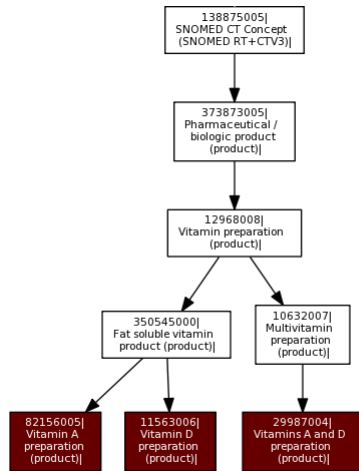 138875005|
SNOMED CT Concept
(SNOMED RT+CTV3)|
373873005|
Pharmaceutical /
biologic product
(product)|
12968008|
Vitamin preparation
(product)|
350545000|
Fat soluble vitamin
product (product)|
10632007|
Multivitamin
preparation
(product)|
82156005|
Vitamin A
preparation
(product)|
11563006|
Vitamin D
preparation
(product)|
29987004|
Vitamins A and D
preparation
(product)|